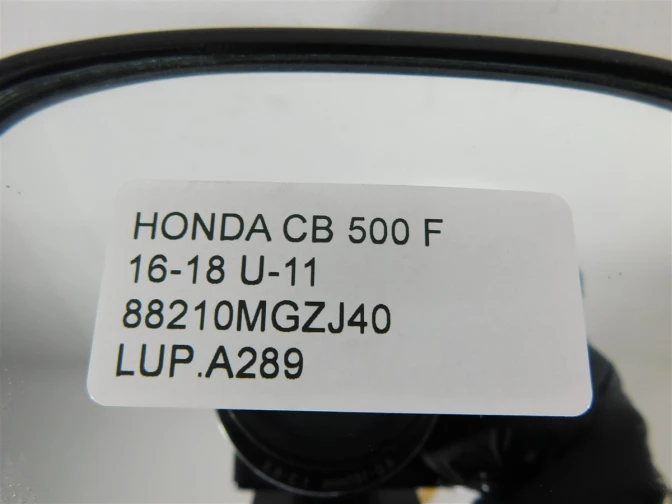 HONDA CB 500 F
16-18 U-11
88210MGZJ40
LUP.A289